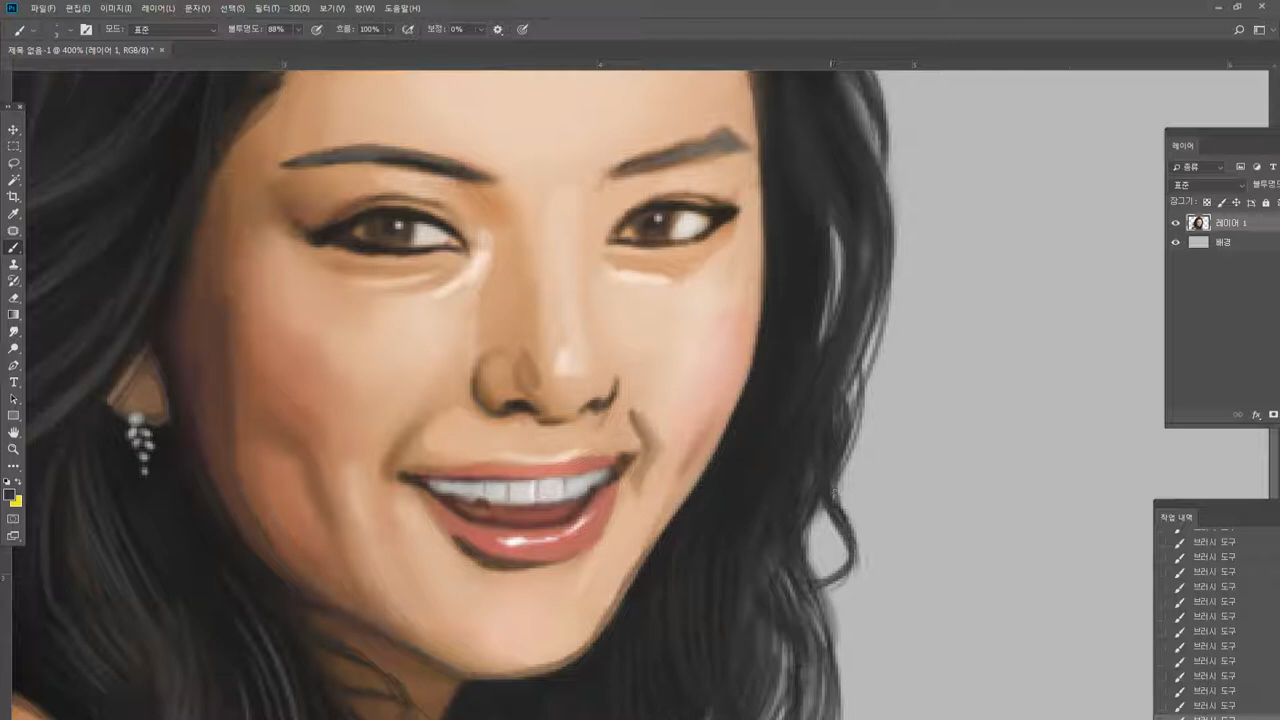 Ps 파일(F) 편집(E) 이미지(I) 레이어(L) 문자(Y) 선택(S) 필터(T) 3D(D) 보기(V) 창(W) 도움말(H)
3 모드: 표준 불투명도: 88% 흐름: 100% 보정: 0%
제목 없음-1 @ 400% (레이어 1, RGB/8) * ×
3 4 5 6
레이어
종류
표준 불투명도
잠그기:
레이어 1
배경
작업 내역
브러시 도구
브러시 도구
브러시 도구
브러시 도구
브러시 도구
브러시 도구
브러시 도구
브러시 도구
브러시 도구
브러시 도구
브러시 도구
브러시 도구